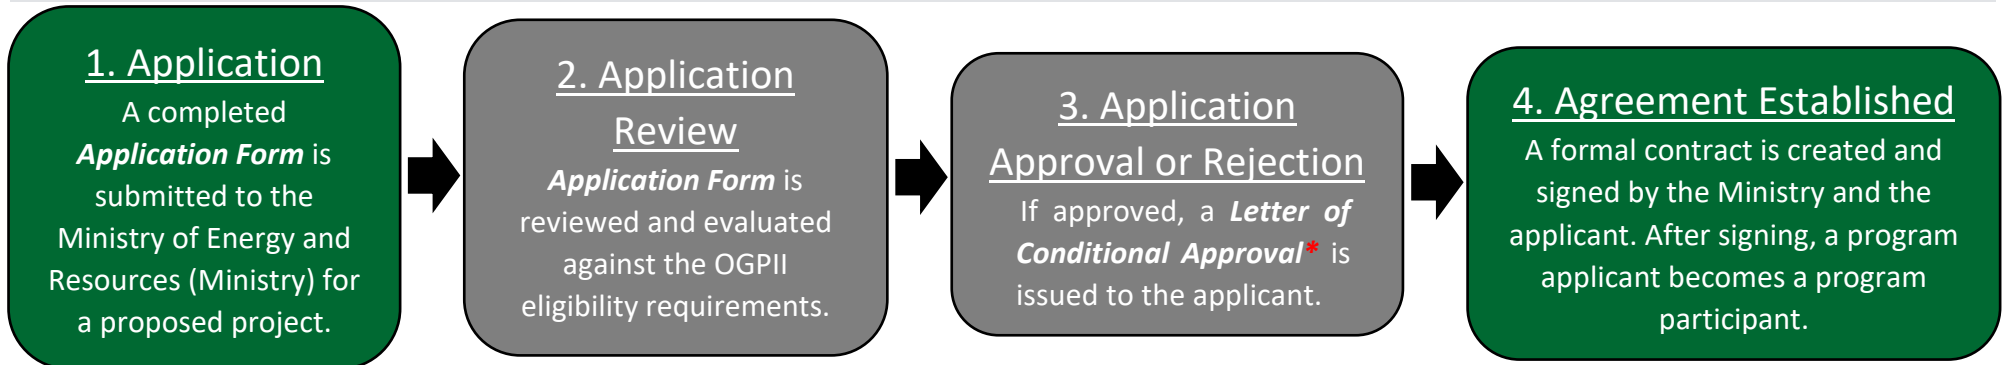 1. Application
A completed
Application Form is
submitted to the
Ministry of Energy and
Resources (Ministry) for
a proposed project.
2. Application
Review
Application Form is
reviewed and evaluated
against the OGPII
eligibility requirements.
3. Application
Approval or Rejection
If approved, a Letter of
Conditional Approval* is
issued to the applicant.
4. Agreement Established
A formal contract is created and
signed by the Ministry and the
applicant. After signing, a program
applicant becomes a program
participant.